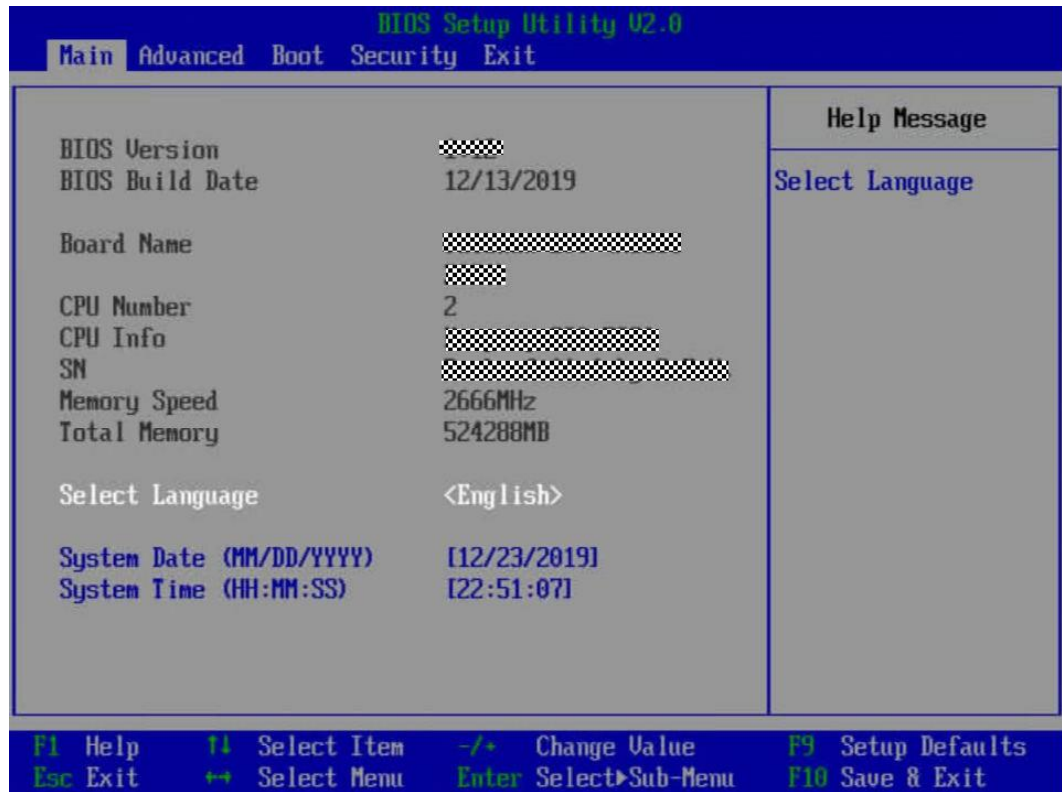 BIOS Setup Utility V2.0
Main Advanced Boot Security Exit
Help Message
Select Language
BIOS Version
BIOS Build Date 12/13/2019
Board Name
CPU Number 2
CPU Info
SN
Memory Speed 2666MHz
Total Memory 524288MB
Select Language <English>
System Date (MM/DD/YYYY) [12/23/2019]
System Time (HH:MM:SS) [22:51:07]
F1 Help ↑↓ Select Item -/+ Change Value F9 Setup Defaults
Esc Exit ←→ Select Menu Enter Select▶Sub-Menu F10 Save & Exit